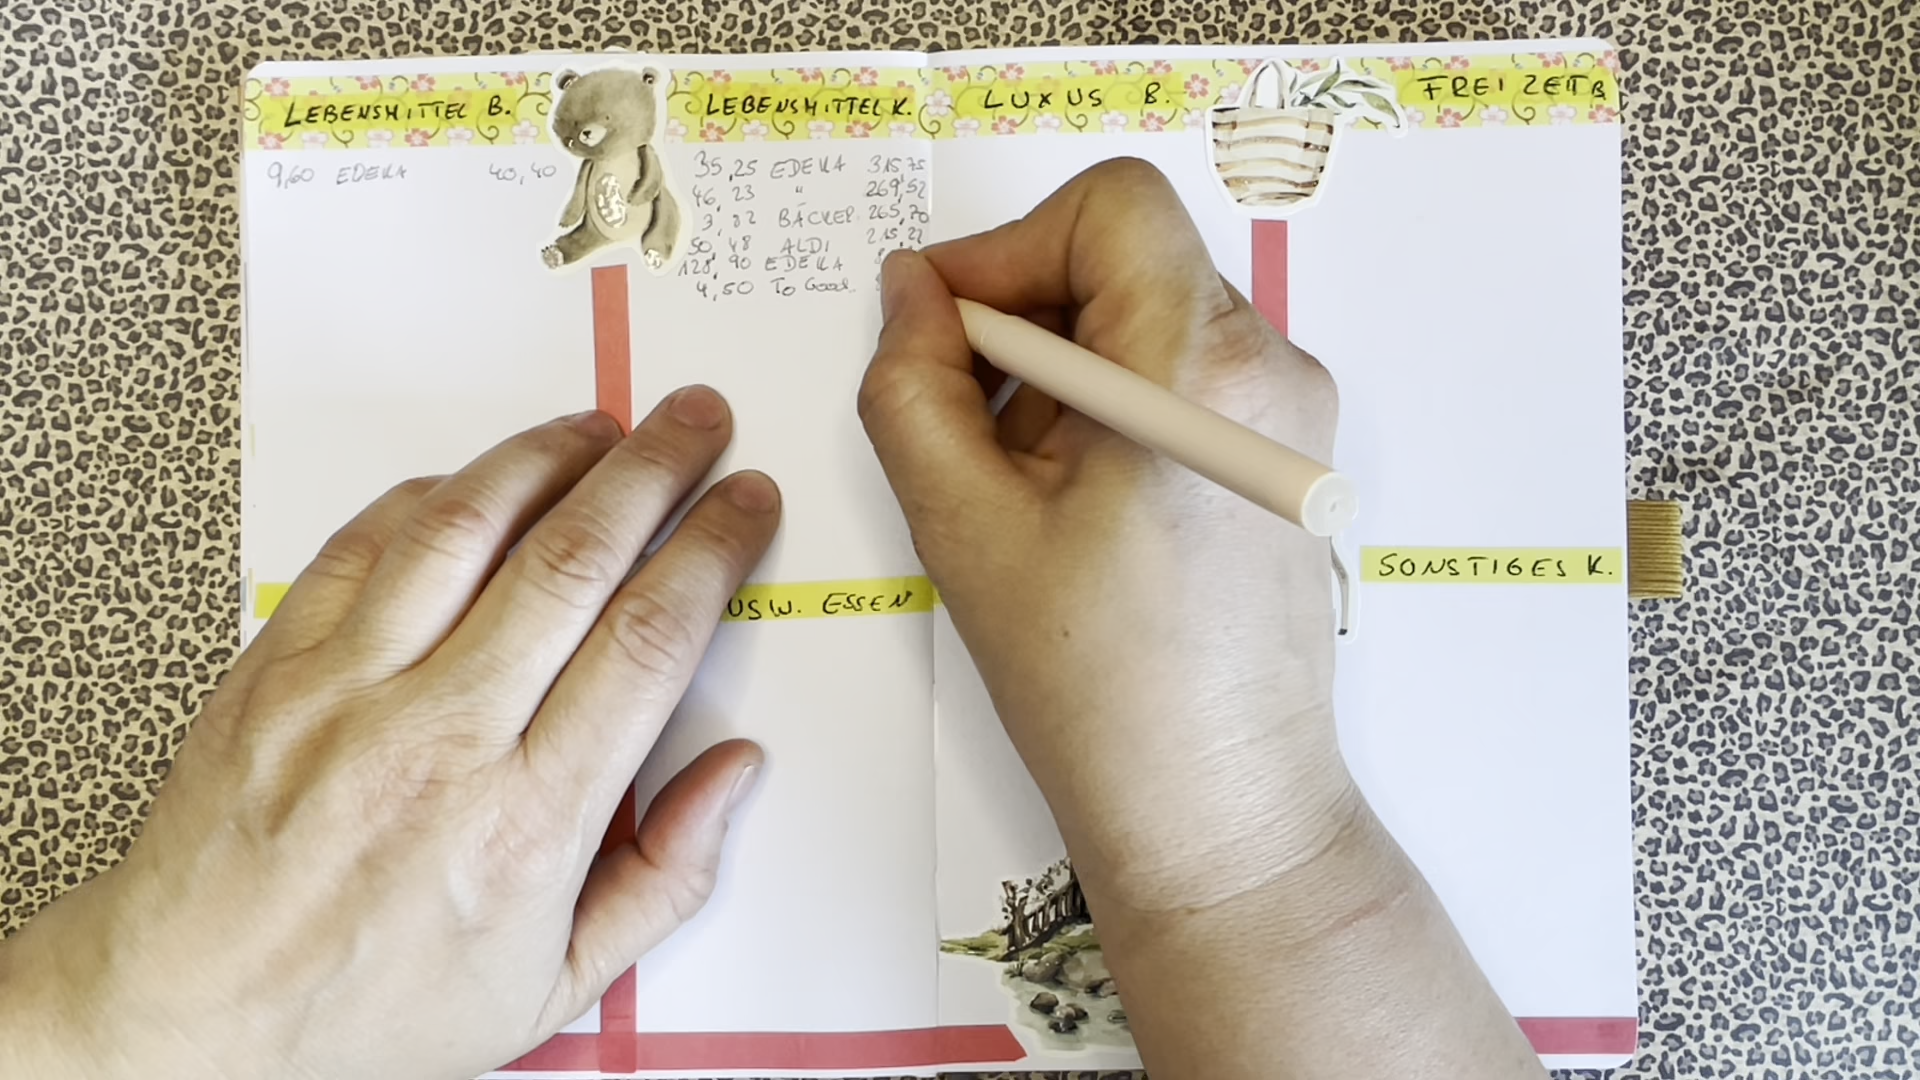 LEBENSMITTEL B.
9,60 EDEKA 40,40
LEBENSMITTEL K.
35,25 EDEKA 315,75
46,23 " 269,52
3,82 BÄCKER 265,70
50,48 ALDI 215,22
128,90 EDEKA
4,50 To Good..
USW. ESSEN
LUXUS B.
FREIZEIT B
SONSTIGES K.